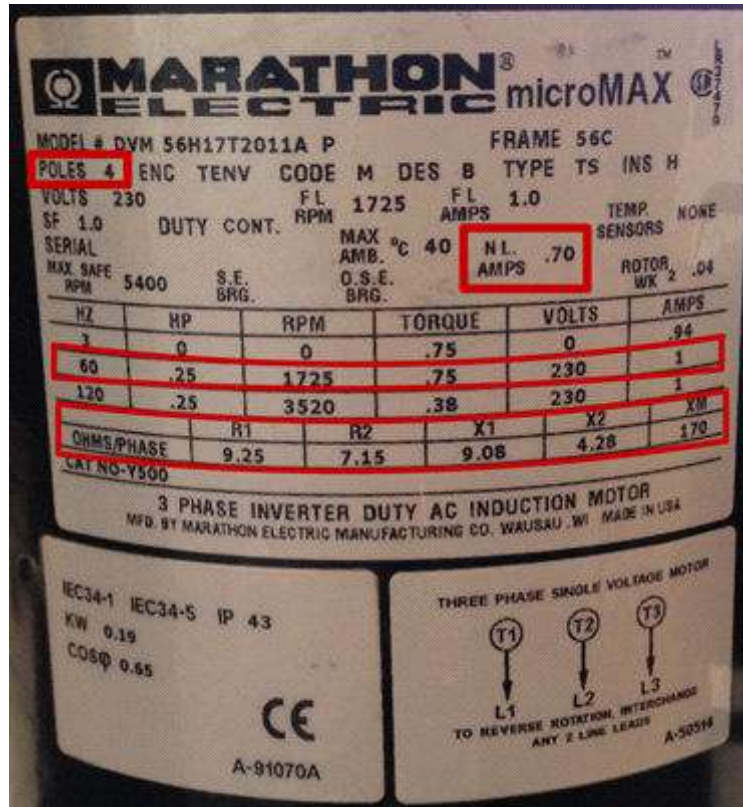 MARATHON®
ELECTRIC microMAX™
MODEL # DVM 56H17T2011A P FRAME 56C
POLES 4 ENC TENV CODE M DES B TYPE TS INS H
VOLTS 230 FL RPM 1725 FL AMPS 1.0
SF 1.0 DUTY CONT. MAX AMB. °C 40 NL. AMPS .70 TEMP. SENSORS NONE
SERIAL
MAX SAFE RPM 5400 S.E. BRG. O.S.E. BRG. ROTOR WK² .04
HZ HP RPM TORQUE VOLTS AMPS
3 0 0 .75 0 .94
60 .25 1725 .75 230 1
120 .25 3520 .38 230 1
R1 R2 X1 X2 XM
OHMS/PHASE 9.25 7.15 9.08 4.28 170
CAT NO-Y500
3 PHASE INVERTER DUTY AC INDUCTION MOTOR
MFD. BY MARATHON ELECTRIC MANUFACTURING CO. WAUSAU .WI MADE IN USA
IEC34-1 IEC34-5 IP 43
KW 0.19
COSφ 0.65
CE
A-91070A
THREE PHASE SINGLE VOLTAGE MOTOR
T1 T2 T3
L1 L2 L3
TO REVERSE ROTATION, INTERCHANGE
ANY 2 LINE LEADS
A-50514